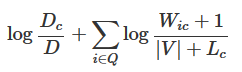 log D_c / D + ∑_{i∈Q} log (W_{ic} + 1) / (|V| + L_c)